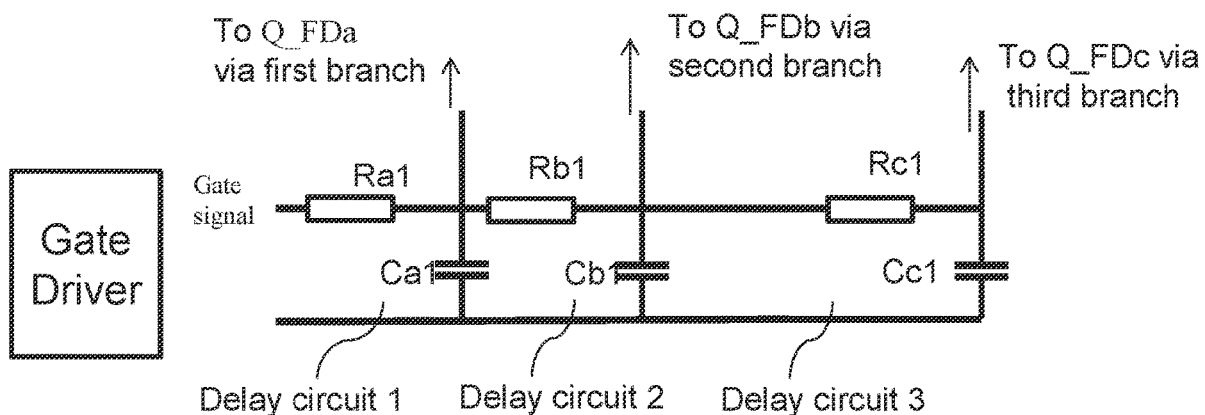 To Q_FDa
via first branch
To Q_FDb via
second branch
To Q_FDc via
third branch
Gate
Driver
Gate
signal
Ra1
Rb1
Rc1
Ca1
Cb1
Cc1
Delay circuit 1
Delay circuit 2
Delay circuit 3